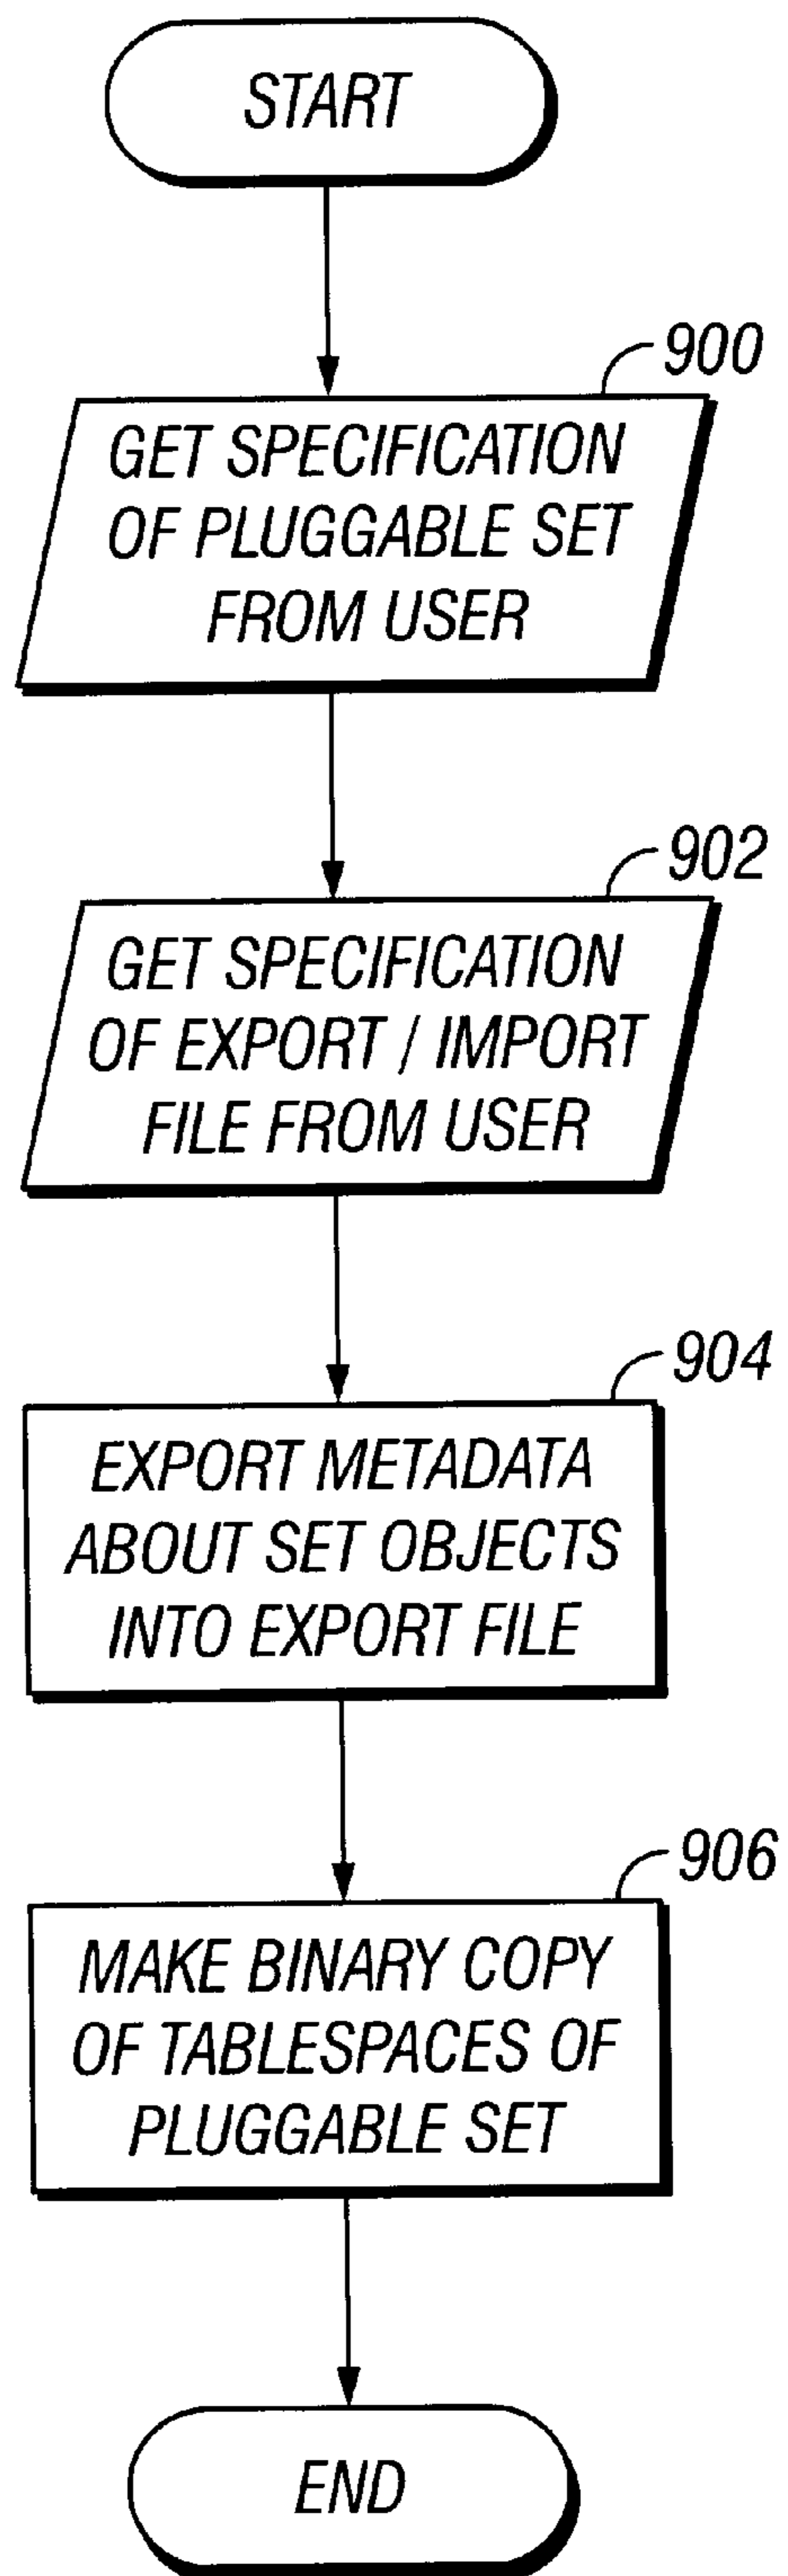 START
900
GET SPECIFICATION
OF PLUGGABLE SET
FROM USER
902
GET SPECIFICATION
OF EXPORT / IMPORT
FILE FROM USER
904
EXPORT METADATA
ABOUT SET OBJECTS
INTO EXPORT FILE
906
MAKE BINARY COPY
OF TABLESPACES OF
PLUGGABLE SET
END